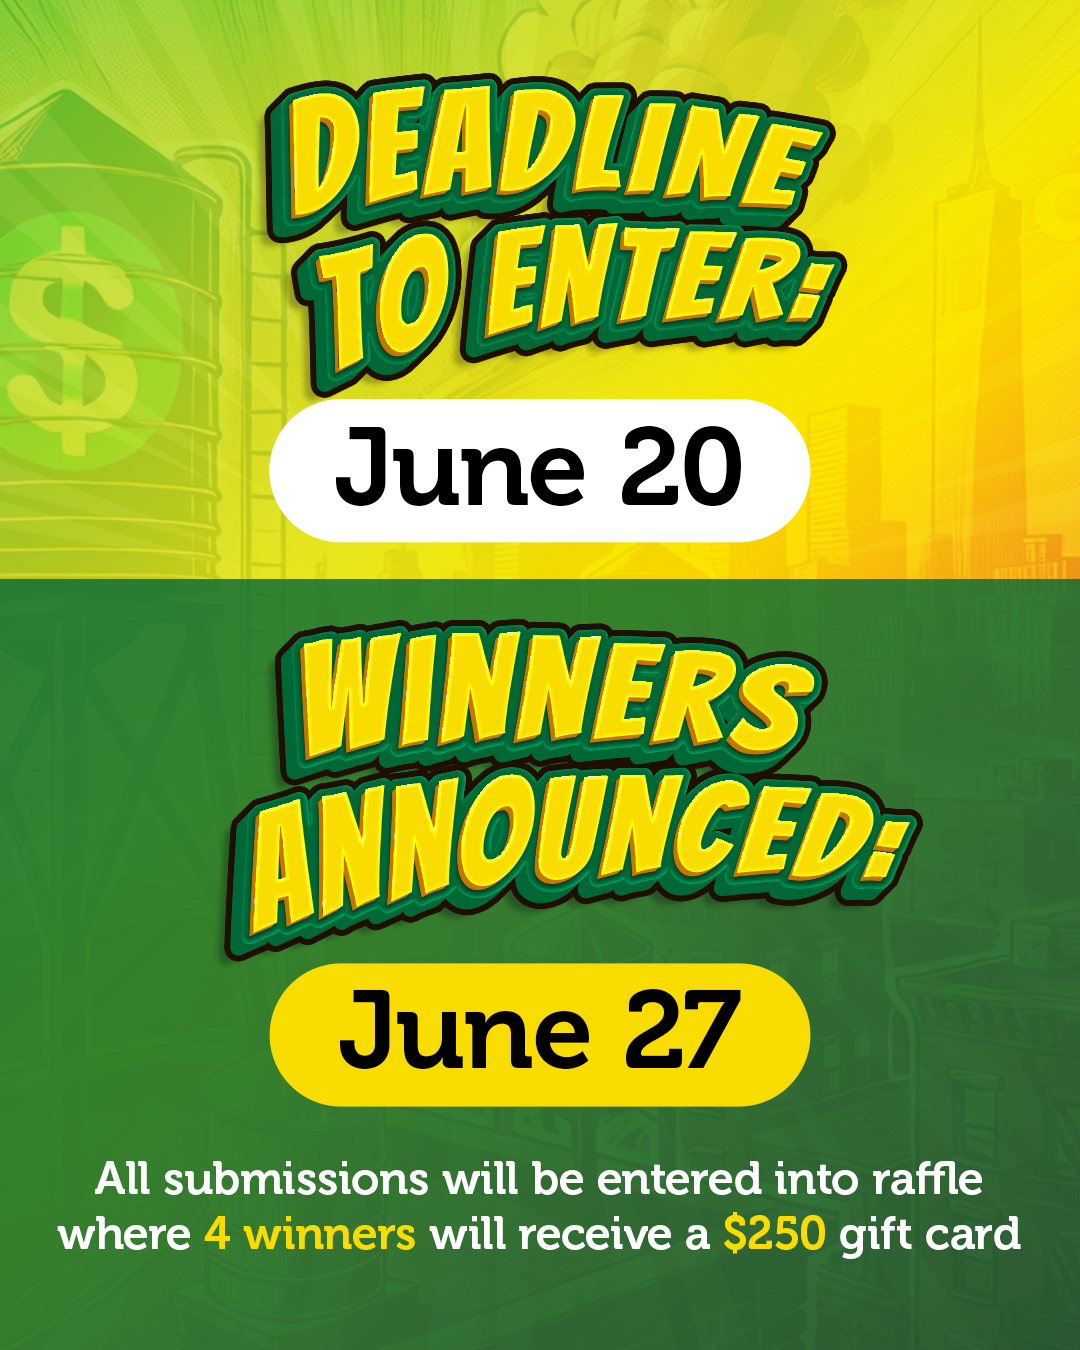 DEADLINE
TO ENTER:
June 20
WINNERS
ANNOUNCED:
June 27
All submissions will be entered into raffle
where 4 winners will receive a $250 gift card
$